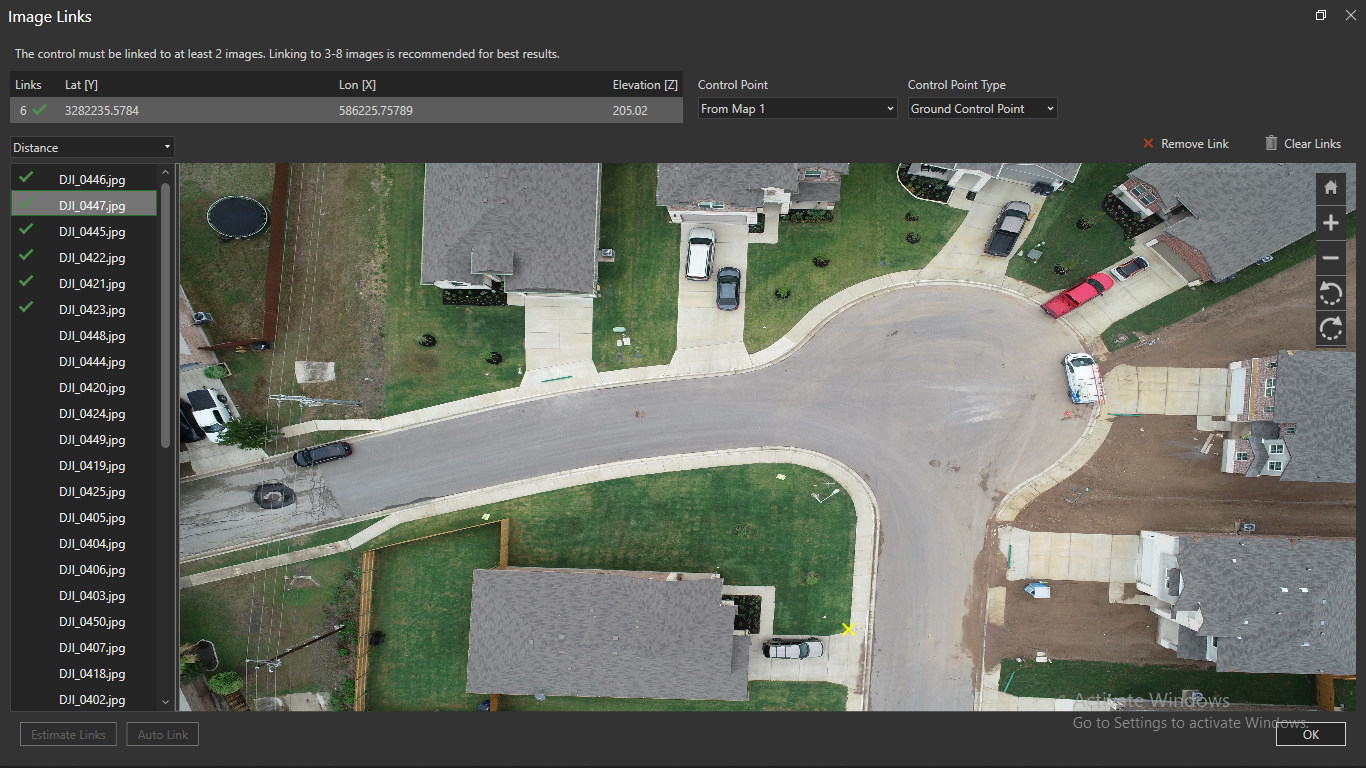 Image Links
The control must be linked to at least 2 images. Linking to 3-8 images is recommended for best results.
Links Lat [Y] Lon [X] Elevation [Z] Control Point Control Point Type
6 3282235.5784 586225.75789 205.02 From Map 1 Ground Control Point
Distance Remove Link Clear Links
DJI_0446.jpg
DJI_0447.jpg
DJI_0445.jpg
DJI_0422.jpg
DJI_0421.jpg
DJI_0423.jpg
DJI_0448.jpg
DJI_0444.jpg
DJI_0420.jpg
DJI_0424.jpg
DJI_0449.jpg
DJI_0419.jpg
DJI_0425.jpg
DJI_0405.jpg
DJI_0404.jpg
DJI_0406.jpg
DJI_0403.jpg
DJI_0450.jpg
DJI_0407.jpg
DJI_0418.jpg
DJI_0402.jpg
Activate Windows
Go to Settings to activate Windows.
Estimate Links Auto Link OK